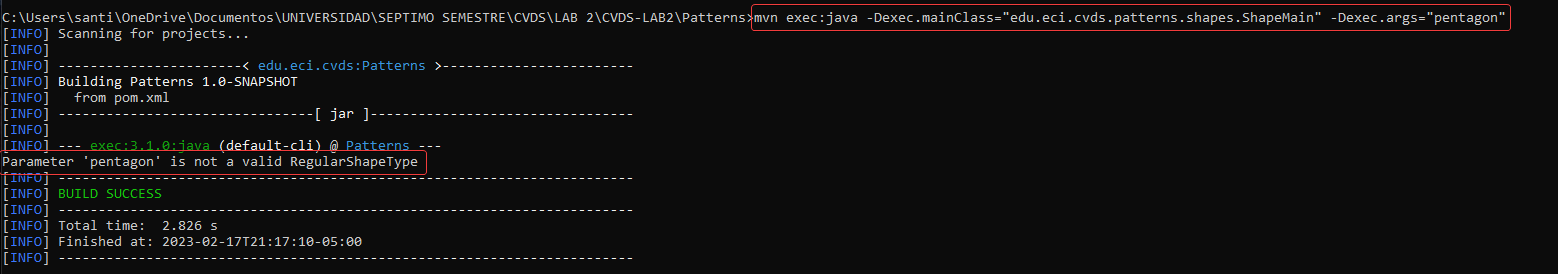 C:\Users\santi\OneDrive\Documentos\UNIVERSIDAD\SEPTIMO SEMESTRE\CVDS\LAB 2\CVDS-LAB2\Patterns>mvn exec:java -Dexec.mainClass="edu.eci.cvds.patterns.shapes.ShapeMain" -Dexec.args="pentagon"
[INFO] Scanning for projects...
[INFO]
[INFO] -----------------------< edu.eci.cvds:Patterns >------------------------
[INFO] Building Patterns 1.0-SNAPSHOT
[INFO]   from pom.xml
[INFO] --------------------------------[ jar ]---------------------------------
[INFO]
[INFO] --- exec:3.1.0:java (default-cli) @ Patterns ---
Parameter 'pentagon' is not a valid RegularShapeType
[INFO] ------------------------------------------------------------------------
[INFO] BUILD SUCCESS
[INFO] ------------------------------------------------------------------------
[INFO] Total time:  2.826 s
[INFO] Finished at: 2023-02-17T21:17:10-05:00
[INFO] ------------------------------------------------------------------------